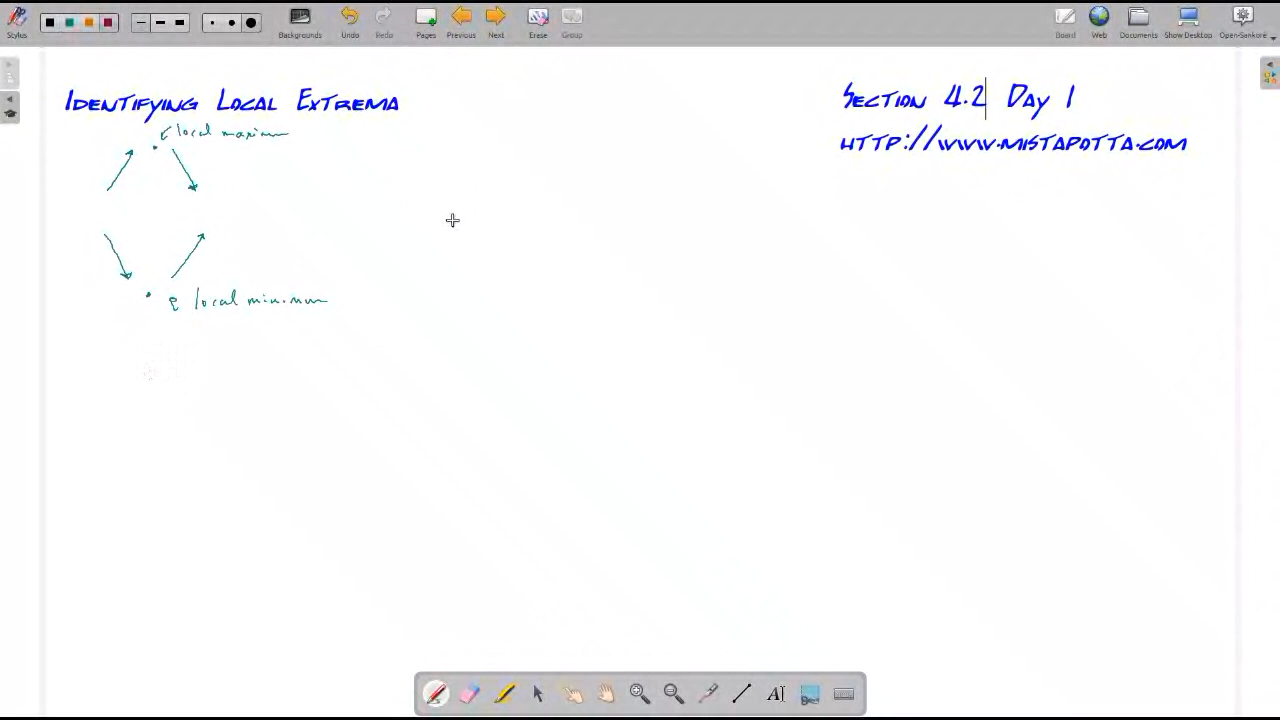 Stylus
Backgrounds Undo Redo Pages Previous Next Erase Group Board Web Documents Show Desktop Open-Sankoré
Identifying Local Extrema
Section 4.2 Day 1
local maximum
http://www.mistapotta.com
local minimum